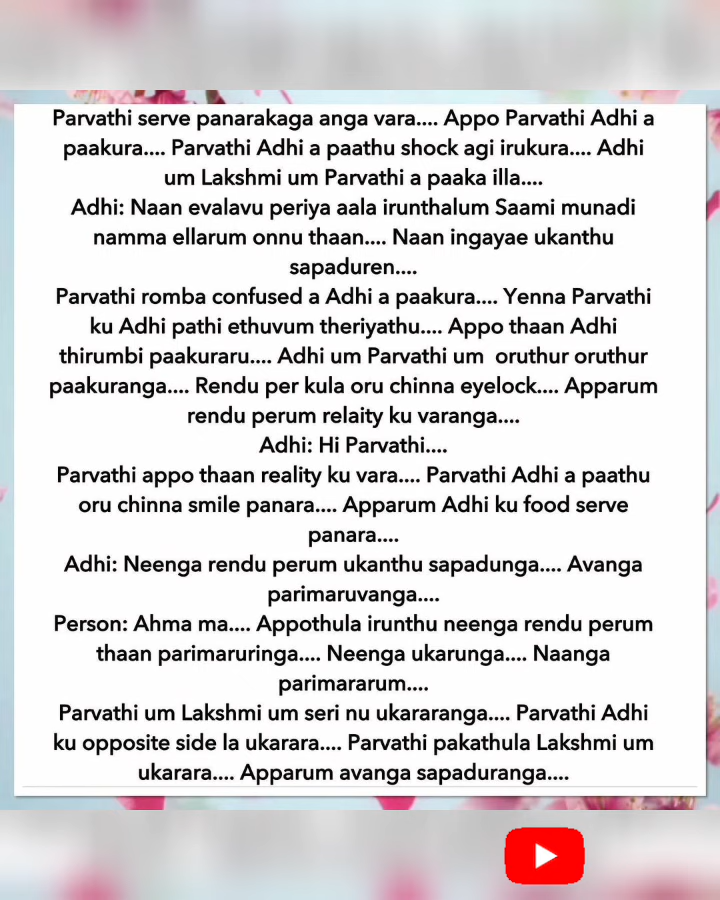 Parvathi serve panarakaga anga vara.... Appo Parvathi Adhi a
paakura.... Parvathi Adhi a paathu shock agi irukura.... Adhi
um Lakshmi um Parvathi a paaka illa....
Adhi: Naan evalavu periya aala irunthalum Saami munadi
namma ellarum onnu thaan.... Naan ingayae ukanthu
sapaduren....
Parvathi romba confused a Adhi a paakura.... Yenna Parvathi
ku Adhi pathi ethuvum theriyathu.... Appo thaan Adhi
thirumbi paakuraru.... Adhi um Parvathi um oruthur oruthur
paakuranga.... Rendu per kula oru chinna eyelock.... Apparum
rendu perum relaity ku varanga....
Adhi: Hi Parvathi....
Parvathi appo thaan reality ku vara.... Parvathi Adhi a paathu
oru chinna smile panara.... Apparum Adhi ku food serve
panara....
Adhi: Neenga rendu perum ukanthu sapadunga.... Avanga
parimaruvanga....
Person: Ahma ma.... Appothula irunthu neenga rendu perum
thaan parimaruringa.... Neenga ukarunga.... Naanga
parimararum....
Parvathi um Lakshmi um seri nu ukararanga.... Parvathi Adhi
ku opposite side la ukarara.... Parvathi pakathula Lakshmi um
ukarara.... Apparum avanga sapaduranga....